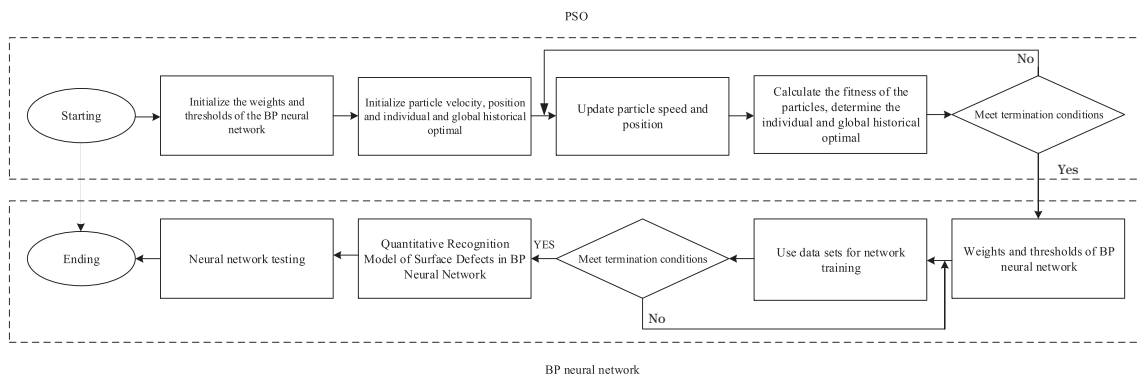 PSO
No
Starting
Initialize the weights and
thresholds of the BP neural
network
Initialize particle velocity, position
and individual and global historical
optimal
Update particle speed and
position
Calculate the fitness of the
particles, determine the
individual and global historical
optimal
Meet termination conditions
Yes
Ending
Neural network testing
Quantitative Recognition
Model of Surface Defects in BP
Neural Network
YES
Meet termination conditions
No
Use data sets for network
training
Weights and thresholds of BP
neural network
BP neural network